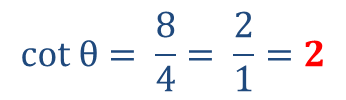 cot θ = 8/4 = 2/1 = 2